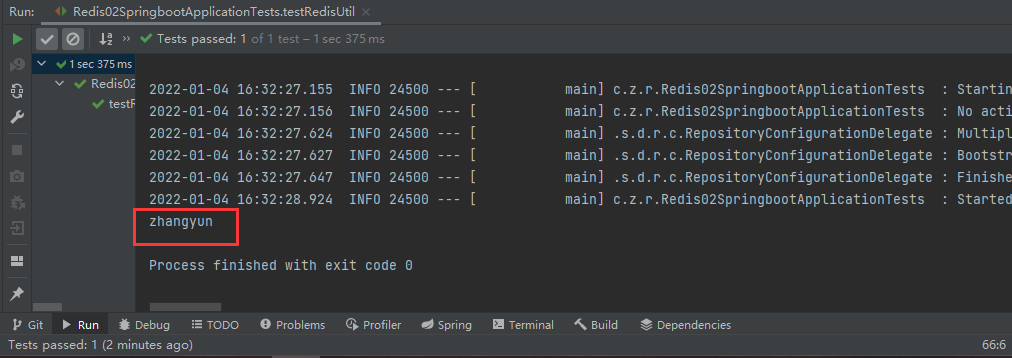 Run: Redis02SpringbootApplicationTests.testRedisUtil ×
Tests passed: 1 of 1 test – 1 sec 375 ms
1 sec 375 ms
Redis02
testR
2022-01-04 16:32:27.155  INFO 24500 --- [           main] c.z.r.Redis02SpringbootApplicationTests  : Startin
2022-01-04 16:32:27.156  INFO 24500 --- [           main] c.z.r.Redis02SpringbootApplicationTests  : No acti
2022-01-04 16:32:27.624  INFO 24500 --- [           main] .s.d.r.c.RepositoryConfigurationDelegate : Multipl
2022-01-04 16:32:27.627  INFO 24500 --- [           main] .s.d.r.c.RepositoryConfigurationDelegate : Bootstr
2022-01-04 16:32:27.647  INFO 24500 --- [           main] .s.d.r.c.RepositoryConfigurationDelegate : Finishe
2022-01-04 16:32:28.924  INFO 24500 --- [           main] c.z.r.Redis02SpringbootApplicationTests  : Started
zhangyun
Process finished with exit code 0
Git Run Debug TODO Problems Profiler Spring Terminal Build Dependencies
Tests passed: 1 (2 minutes ago) 66:6